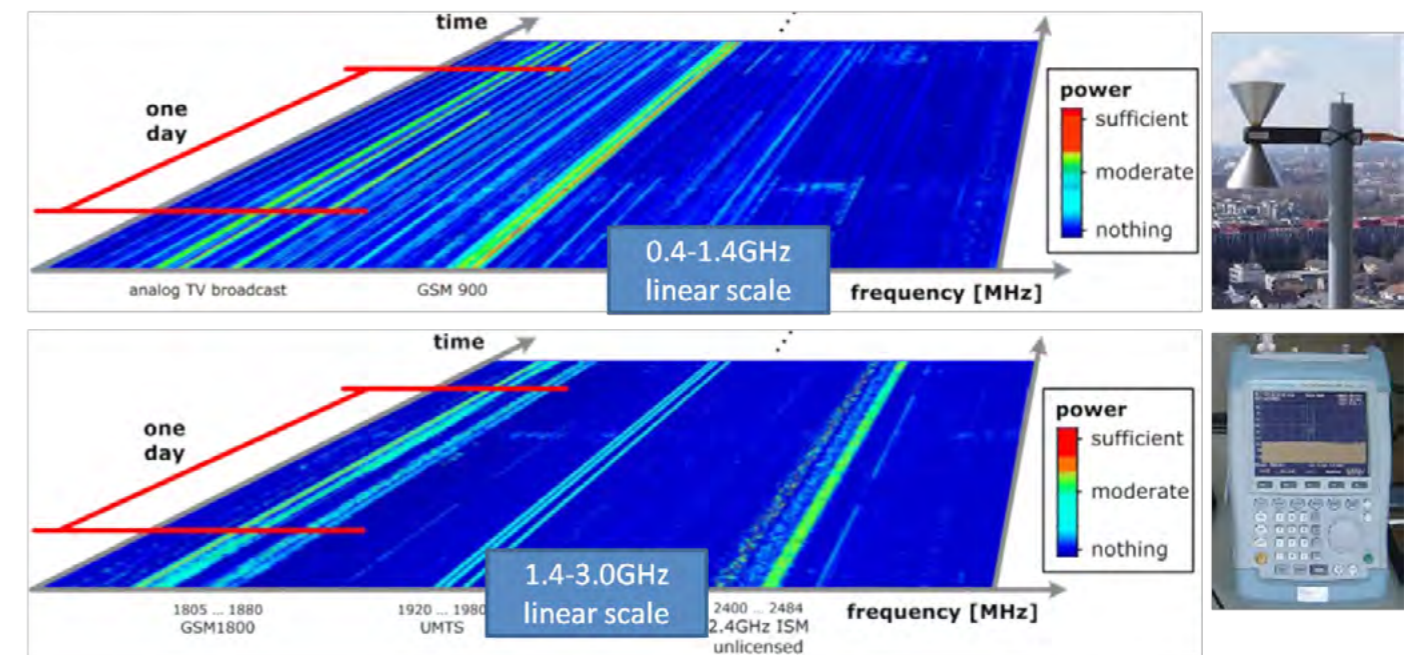 time
one
day
power
sufficient
moderate
nothing
0.4-1.4GHz
linear scale
analog TV broadcast
GSM 900
frequency [MHz]
time
one
day
power
sufficient
moderate
nothing
1.4-3.0GHz
linear scale
1805 ... 1880
GSM1800
1920 ... 1980
UMTS
2400 ... 2484
2.4GHz ISM
unlicensed
frequency [MHz]